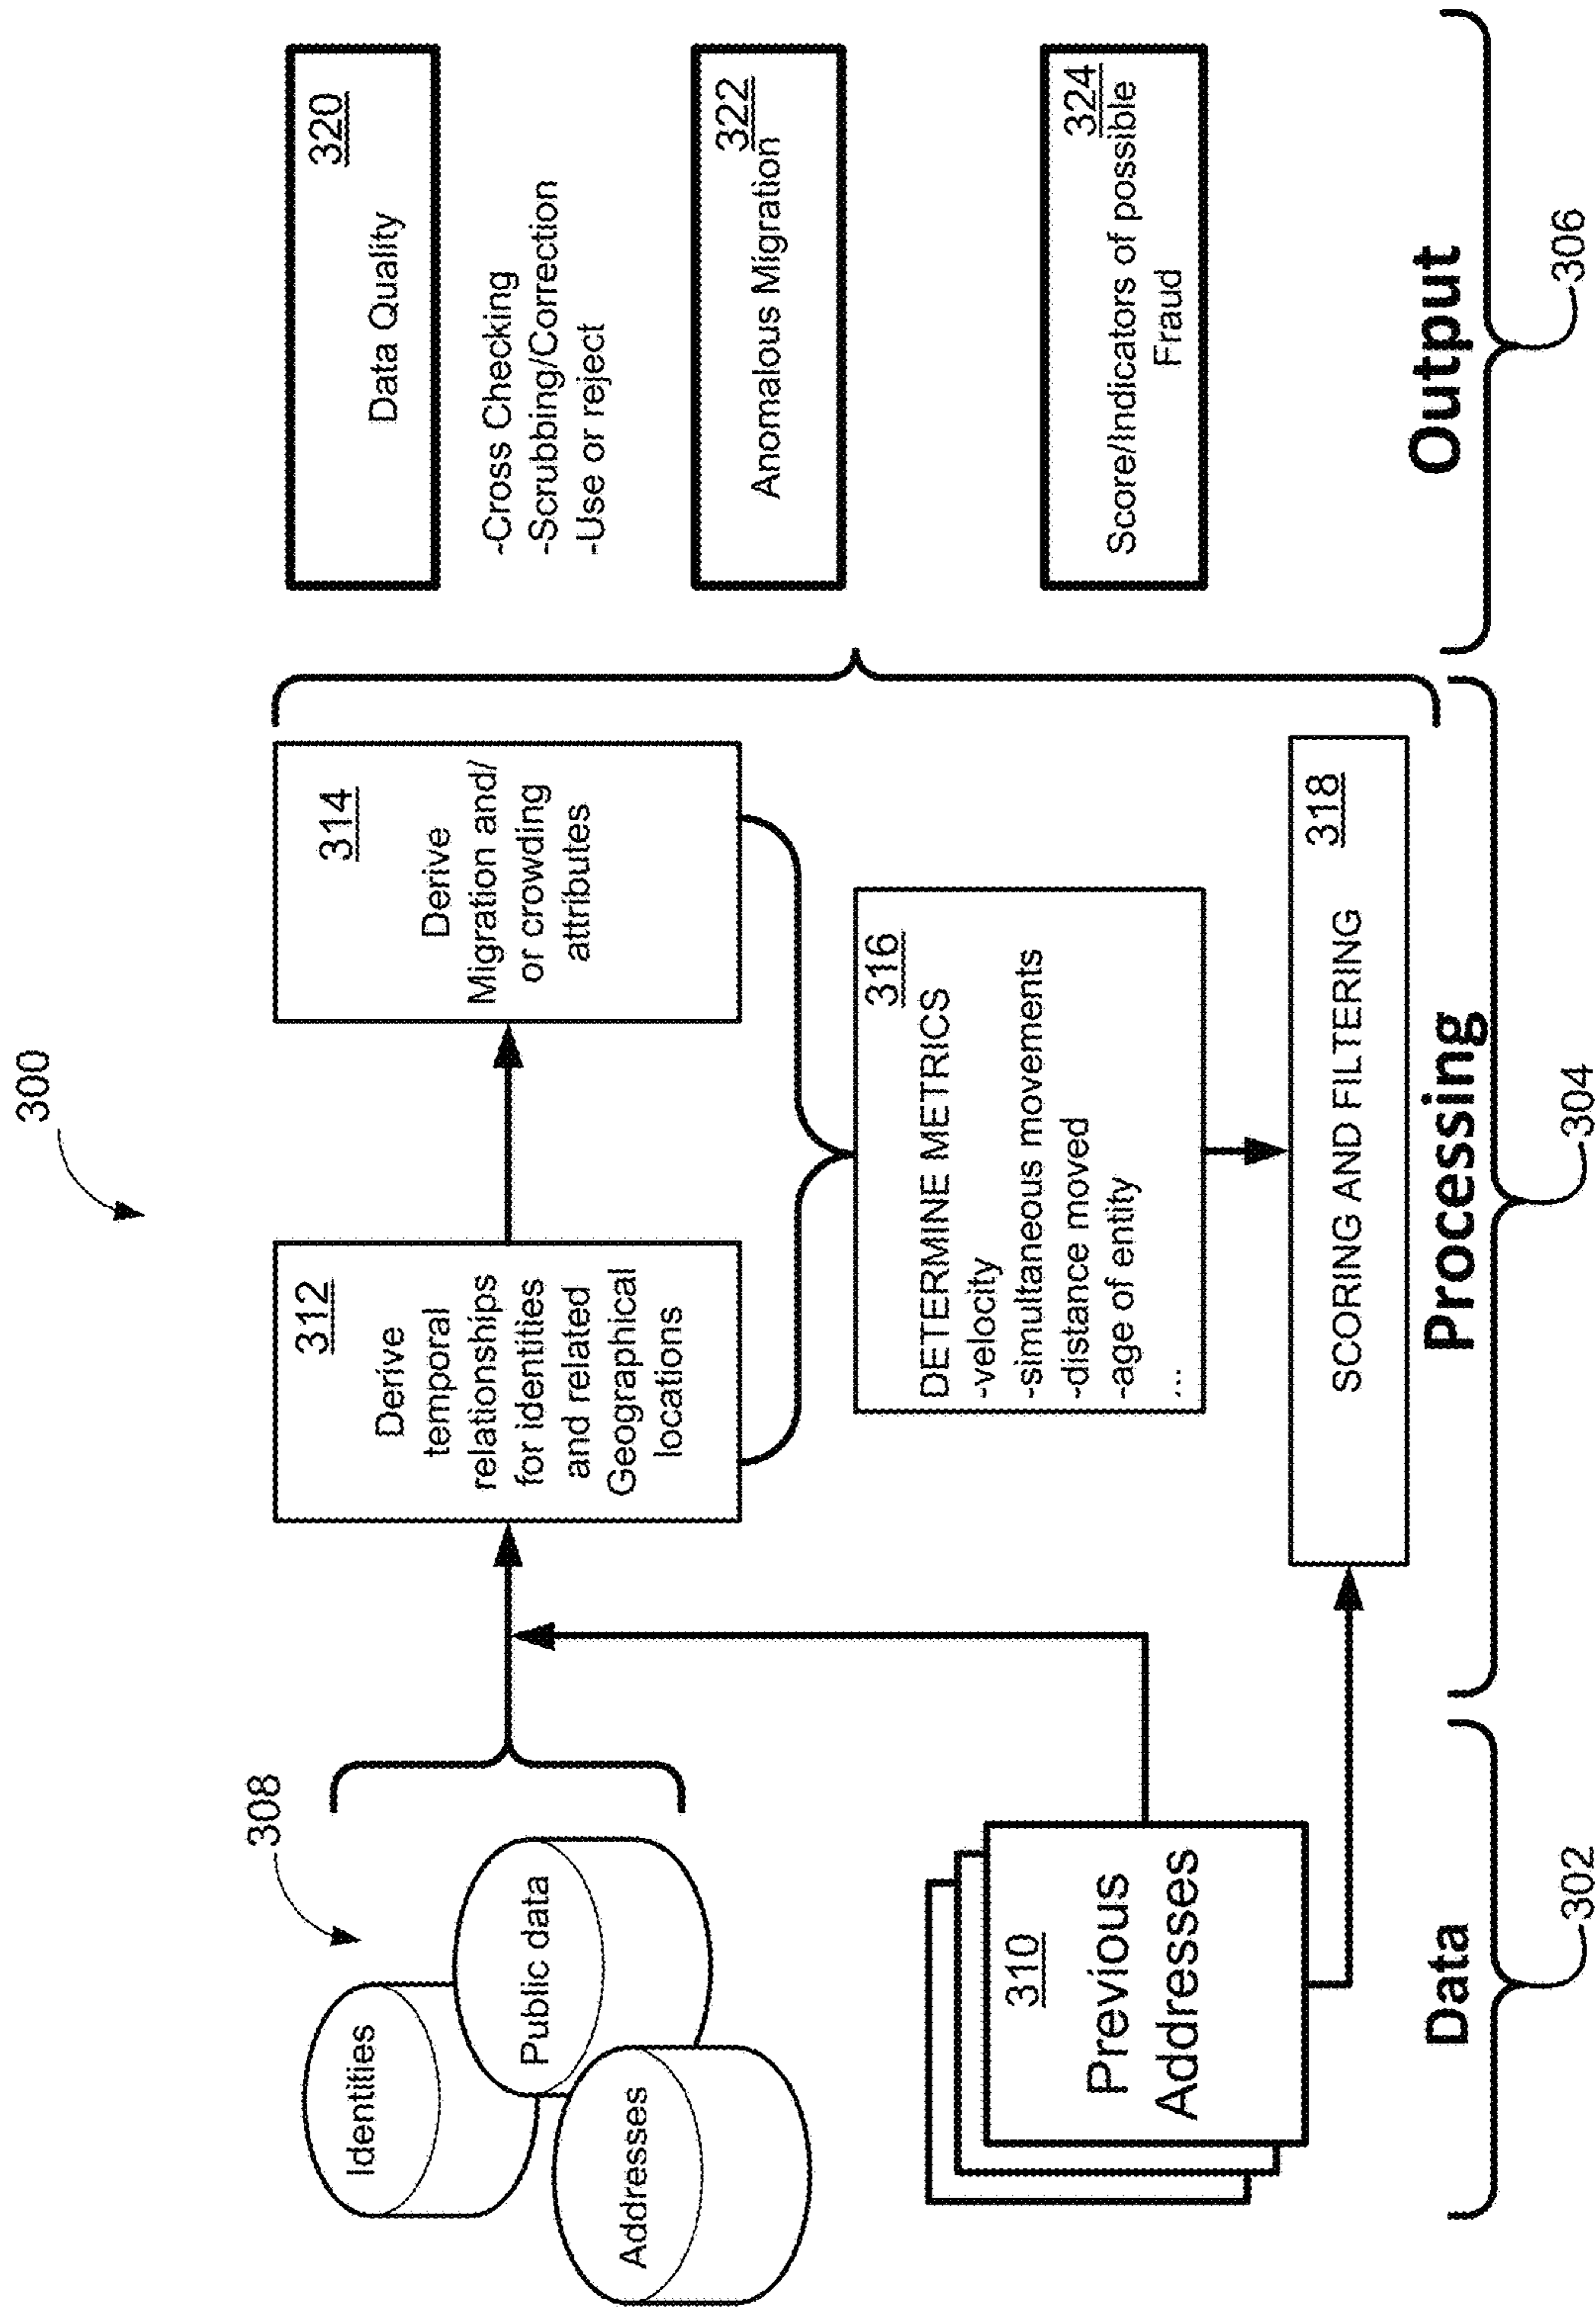 300
308
Identities
Public data
Addresses
310
Previous
Addresses
312
Derive
temporal
relationships
for identities
and related
Geographical
locations
314
Derive
Migration and/
or crowding
attributes
316
DETERMINE METRICS
-velocity
-simultaneous movements
-distance moved
-age of entity
...
318
SCORING AND FILTERING
320
Data Quality
-Cross Checking
-Scrubbing/Correction
-Use or reject
322
Anomalous Migration
324
Score/Indicators of possible
Fraud
Data
Processing
Output
302
304
306